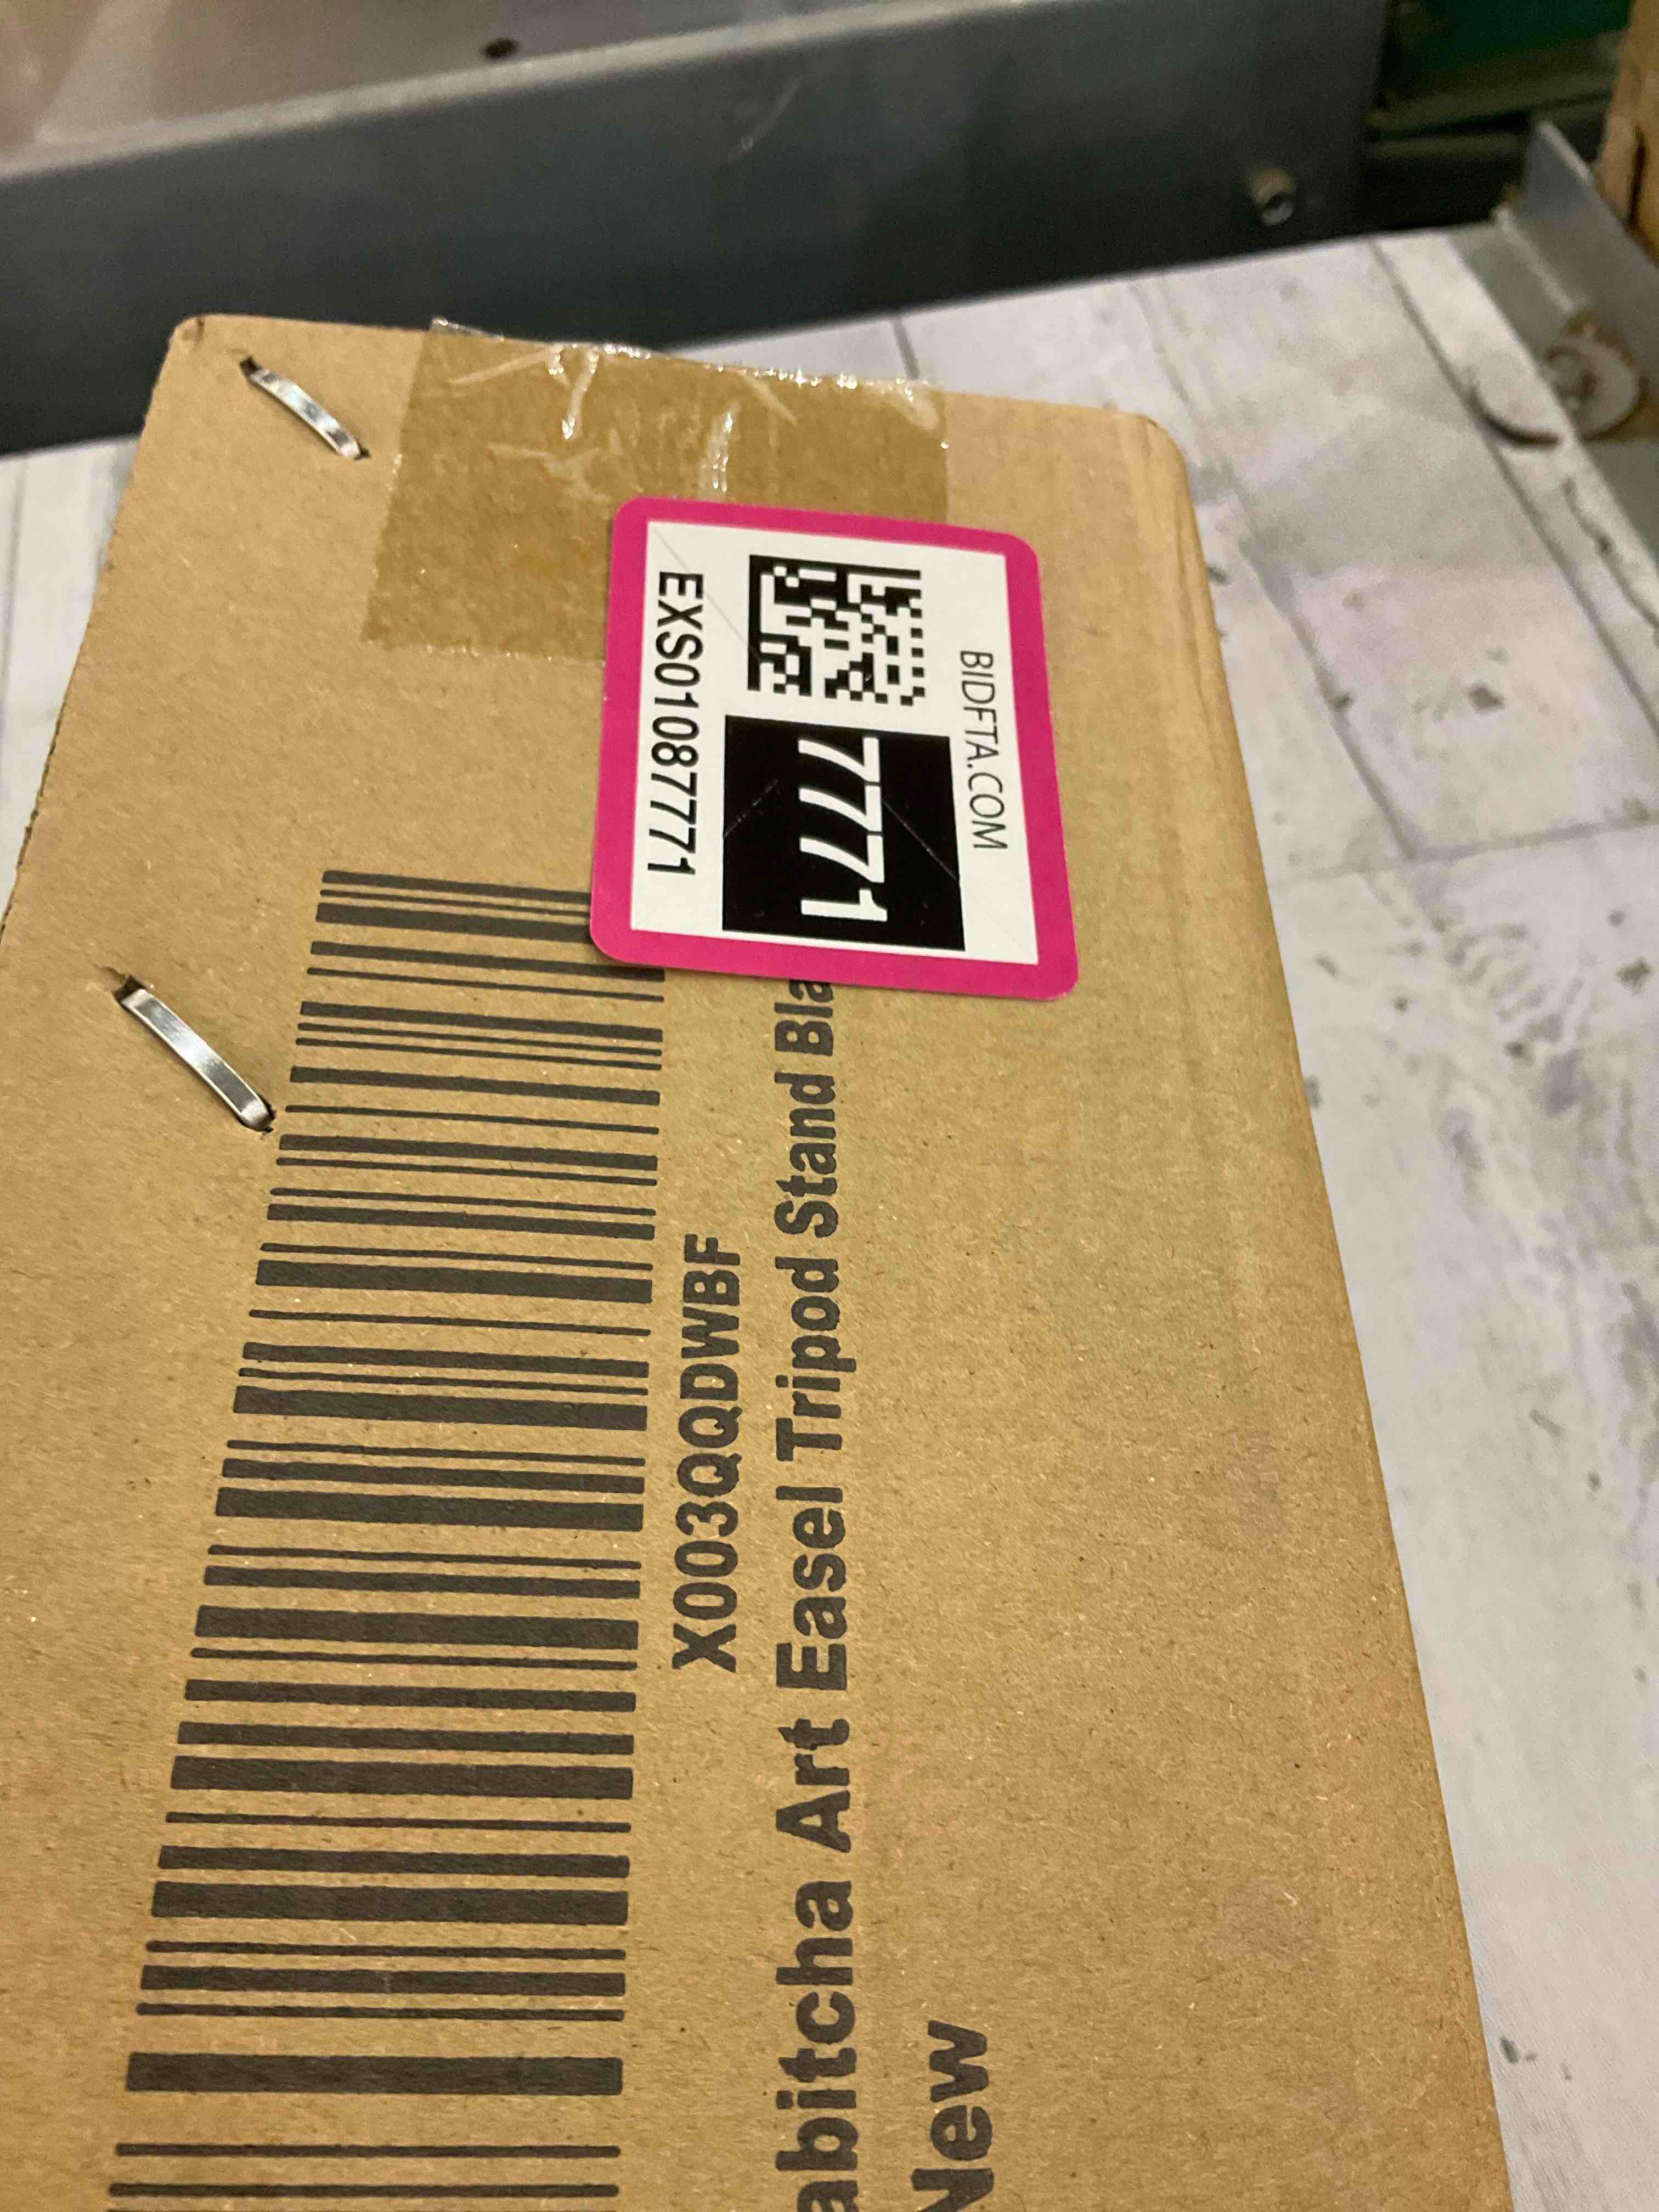 BIDFTA.COM
7771
EXS01087771
X003QQDWBF
abitcha Art Easel Tripod Stand Bla
New